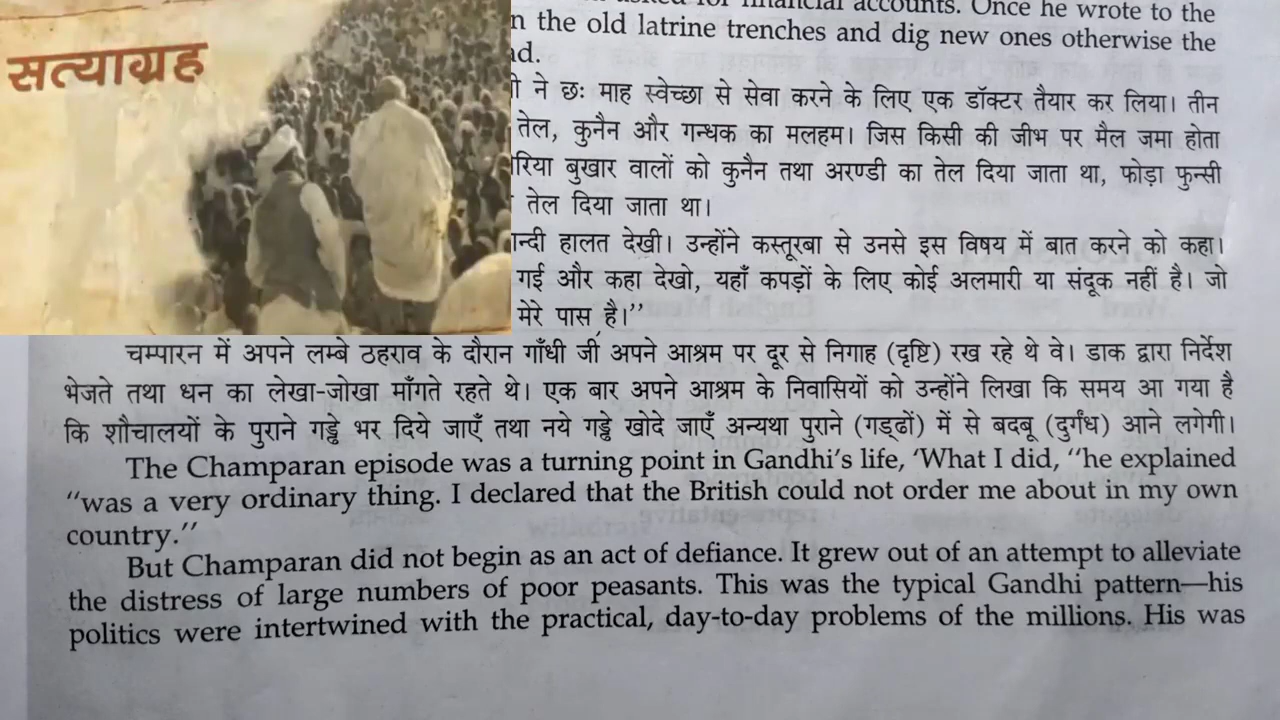 सत्याग्रह
for financial accounts. Once he wrote to the
n the old latrine trenches and dig new ones otherwise the
ad.
ी ने छः माह स्वेच्छा से सेवा करने के लिए एक डॉक्टर तैयार कर लिया। तीन
तेल, कुनैन और गन्धक का मलहम। जिस किसी की जीभ पर मैल जमा होता
रिया बुखार वालों को कुनैन तथा अरण्डी का तेल दिया जाता था, फोड़ा फुन्सी
तेल दिया जाता था।
गन्दी हालत देखी। उन्होंने कस्तूरबा से उनसे इस विषय में बात करने को कहा।
गई और कहा देखो, यहाँ कपड़ों के लिए कोई अलमारी या संदूक नहीं है। जो
मेरे पास है।”
चम्पारन में अपने लम्बे ठहराव के दौरान गाँधी जी अपने आश्रम पर दूर से निगाह (दृष्टि) रख रहे थे वे। डाक द्वारा निर्देश
भेजते तथा धन का लेखा-जोखा माँगते रहते थे। एक बार अपने आश्रम के निवासियों को उन्होंने लिखा कि समय आ गया है
कि शौचालयों के पुराने गड्ढे भर दिये जाएँ तथा नये गड्ढे खोदे जाएँ अन्यथा पुराने (गड्ढों) में से बदबू (दुर्गंध) आने लगेगी।
The Champaran episode was a turning point in Gandhi's life, ‘What I did, “he explained
“was a very ordinary thing. I declared that the British could not order me about in my own
country.”
But Champaran did not begin as an act of defiance. It grew out of an attempt to alleviate
the distress of large numbers of poor peasants. This was the typical Gandhi pattern—his
politics were intertwined with the practical, day-to-day problems of the millions. His was